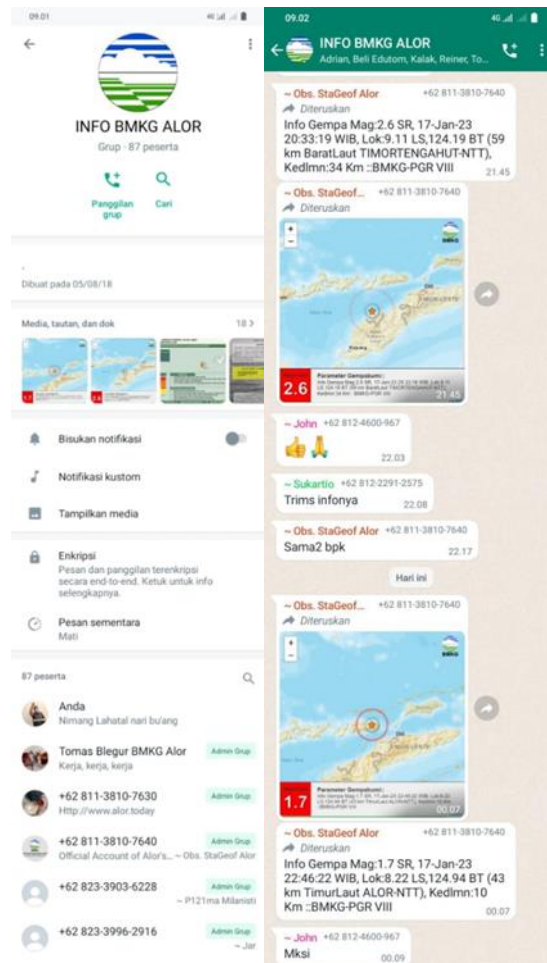 09.01
4G
INFO BMKG ALOR
Grup · 87 peserta
Panggilan
grup
Cari
.
Dibuat pada 05/08/18
Media, tautan, dan dok
18 >
1.7
2.6
Bisukan notifikasi
Notifikasi kustom
Tampilkan media
Enkripsi
Pesan dan panggilan terenkripsi
secara end-to-end. Ketuk untuk info
selengkapnya.
Pesan sementara
Mati
87 peserta
Anda
Nimang Lahatal nari bu'ang
Tomas Blegur BMKG Alor
Admin Grup
Kerja, kerja, kerja
+62 811-3810-7630
Admin Grup
Http://www.alor.today
+62 811-3810-7640
Admin Grup
Official Account of Alor's... ~ Obs. StaGeof Alor
+62 823-3903-6228
Admin Grup
~ P121ma Milanisti
+62 823-3996-2916
Admin Grup
~ Jar
09.02
4G
INFO BMKG ALOR
Adrian, Beli Edutom, Kalak, Reiner, To...
~ Obs. StaGeof Alor +62 811-3810-7640
Diteruskan
Info Gempa Mag:2.6 SR, 17-Jan-23
20:33:19 WIB, Lok:9.11 LS,124.19 BT (59
km BaratLaut TIMORTENGAHUT-NTT),
Kedlmn:34 Km ::BMKG-PGR VIII
21.45
~ Obs. StaGeof... +62 811-3810-7640
Diteruskan
BMKG
Parameter Gempabumi:
2.6
21.45
~ John +62 812-4600-967
👍🙏
22.03
~ Sukartio +62 812-2291-2575
Trims infonya
22.08
~ Obs. StaGeof Alor +62 811-3810-7640
Sama2 bpk
22.17
Hari ini
~ Obs. StaGeof... +62 811-3810-7640
Diteruskan
BMKG
Parameter Gempabumi:
1.7
00.07
~ Obs. StaGeof Alor +62 811-3810-7640
Diteruskan
Info Gempa Mag:1.7 SR, 17-Jan-23
22:46:22 WIB, Lok:8.22 LS,124.94 BT (43
km TimurLaut ALOR-NTT), Kedlmn:10
Km ::BMKG-PGR VIII
00.07
~ John +62 812-4600-967
Mksi
00.09